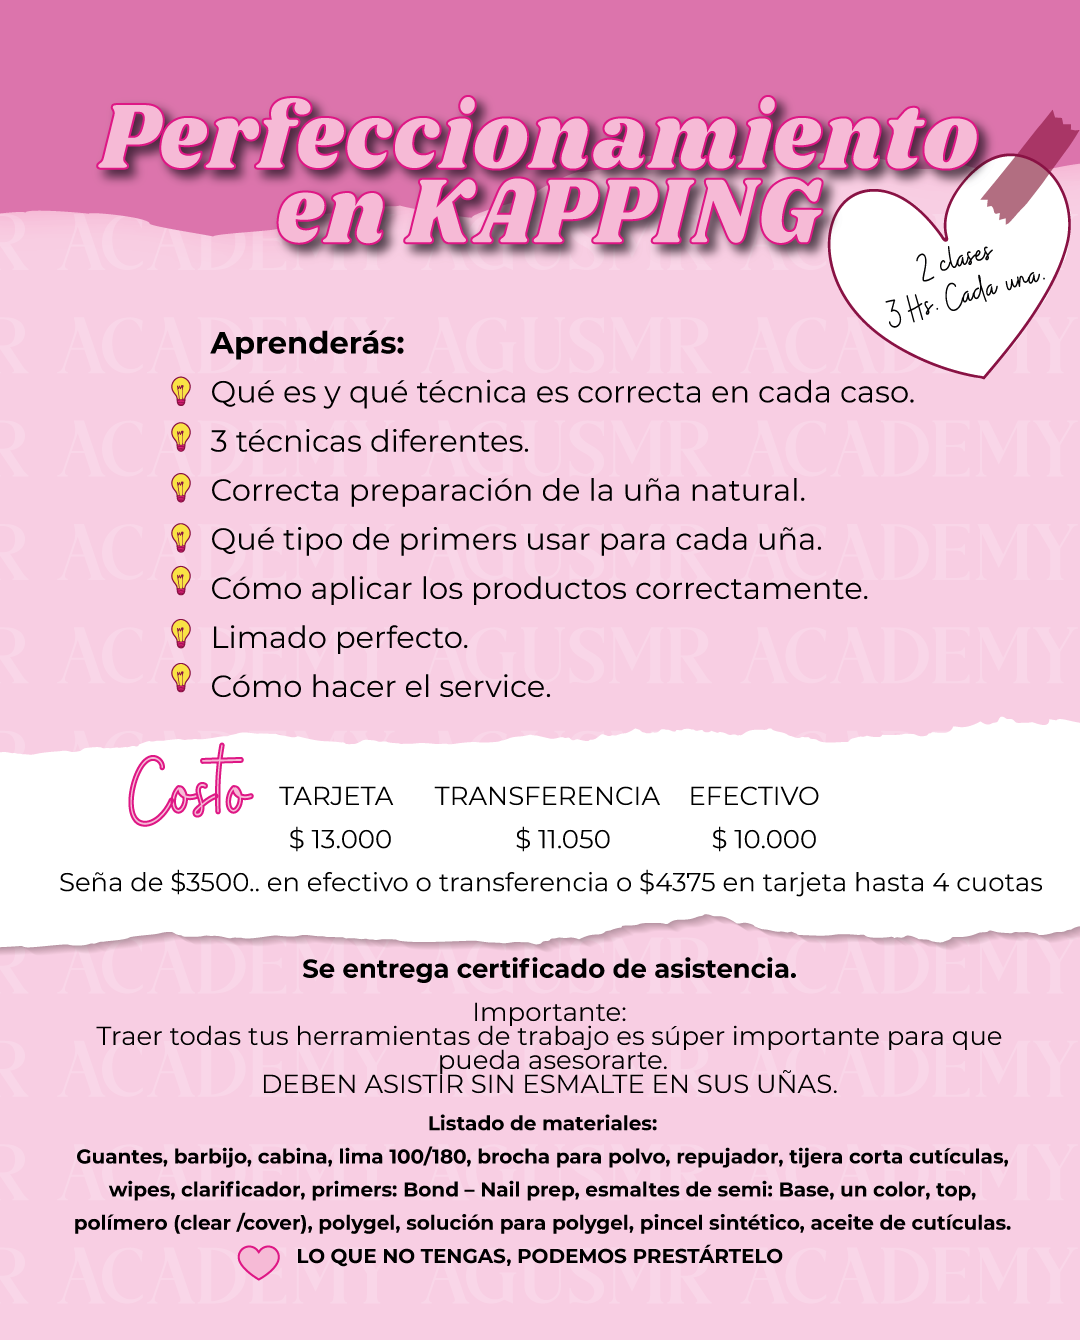 Perfeccionamiento
en KAPPING
2 clases
3 Hs. Cada una.
Aprenderás:
Qué es y qué técnica es correcta en cada caso.
3 técnicas diferentes.
Correcta preparación de la uña natural.
Qué tipo de primers usar para cada uña.
Cómo aplicar los productos correctamente.
Limado perfecto.
Cómo hacer el service.
Costo
TARJETA TRANSFERENCIA EFECTIVO
$ 13.000 $ 11.050 $ 10.000
Seña de $3500.. en efectivo o transferencia o $4375 en tarjeta hasta 4 cuotas
Se entrega certificado de asistencia.
Importante:
Traer todas tus herramientas de trabajo es súper importante para que
pueda asesorarte.
DEBEN ASISTIR SIN ESMALTE EN SUS UÑAS.
Listado de materiales:
Guantes, barbijo, cabina, lima 100/180, brocha para polvo, repujador, tijera corta cutículas,
wipes, clarificador, primers: Bond – Nail prep, esmaltes de semi: Base, un color, top,
polímero (clear /cover), polygel, solución para polygel, pincel sintético, aceite de cutículas.
LO QUE NO TENGAS, PODEMOS PRESTÁRTELO
AGUSMR ACADEMY